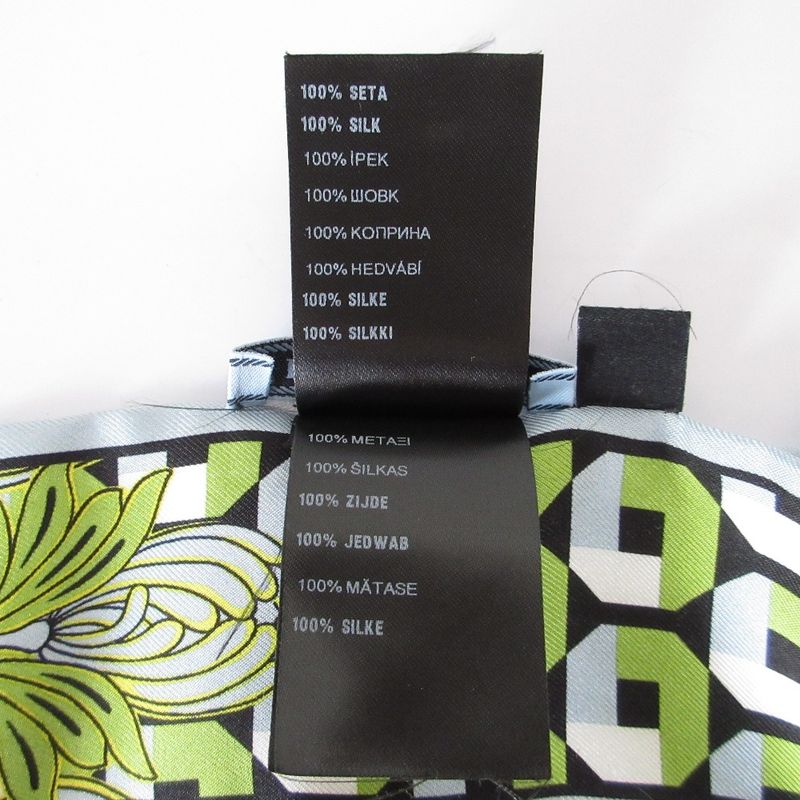 100% SETA
100% SILK
100% İPEK
100% ШОВК
100% КОПРИНА
100% HEDVÁBÍ
100% SILKE
100% SILKKI
100% ΜΕΤΑΞΙ
100% ŠILKAS
100% ZIJDE
100% JEDWAB
100% MĂTASE
100% SILKE